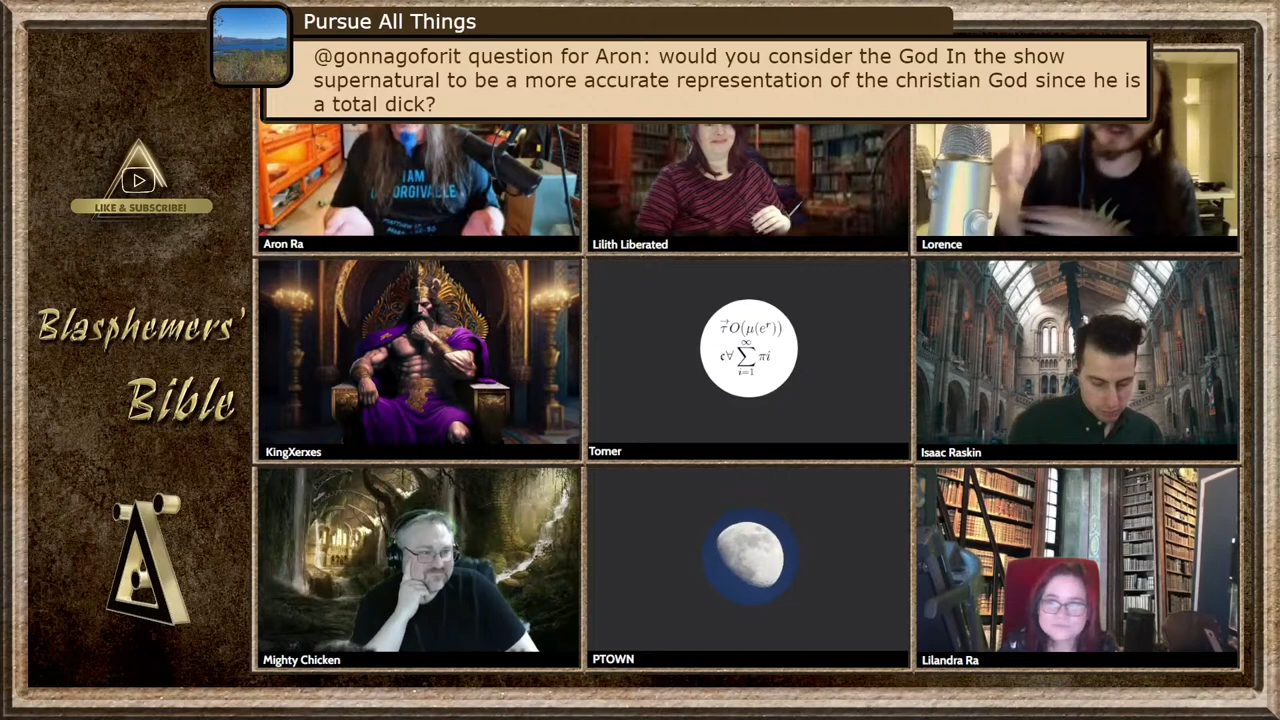 Pursue All Things
@gonnagoforit question for Aron: would you consider the God In the show
supernatural to be a more accurate representation of the christian God since he is
a total dick?
LIKE & SUBSCRIBE!
Blasphemers'
Bible
I AM
Aron Ra
Lilith Liberated
Lorence
KingXerxes
Tomer
Isaac Raskin
Mighty Chicken
PTOWN
Lilandra Ra